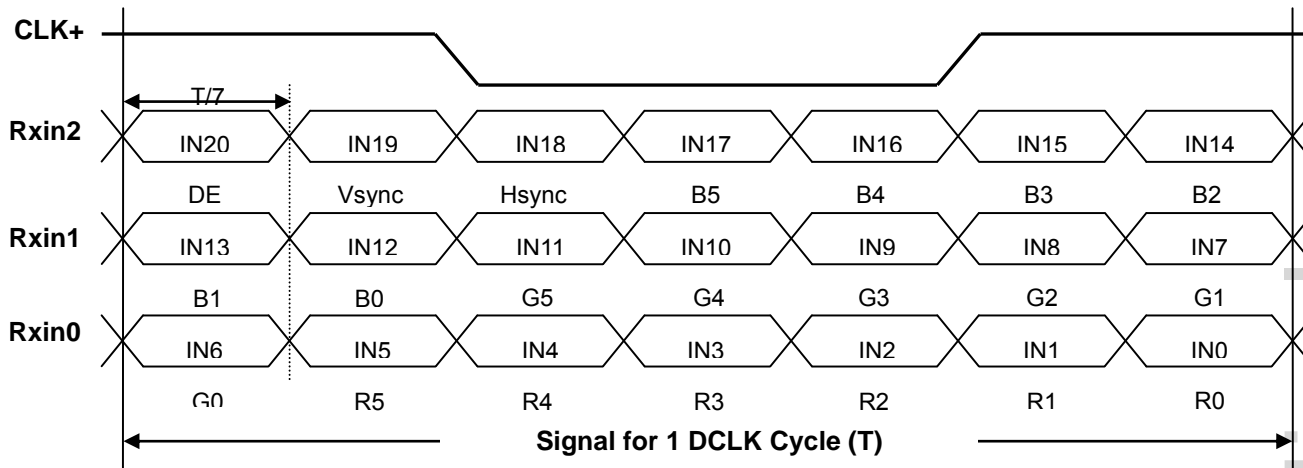 CLK+
T/7
Rxin2 IN20 IN19 IN18 IN17 IN16 IN15 IN14
DE Vsync Hsync B5 B4 B3 B2
Rxin1 IN13 IN12 IN11 IN10 IN9 IN8 IN7
B1 B0 G5 G4 G3 G2 G1
Rxin0 IN6 IN5 IN4 IN3 IN2 IN1 IN0
G0 R5 R4 R3 R2 R1 R0
Signal for 1 DCLK Cycle (T)